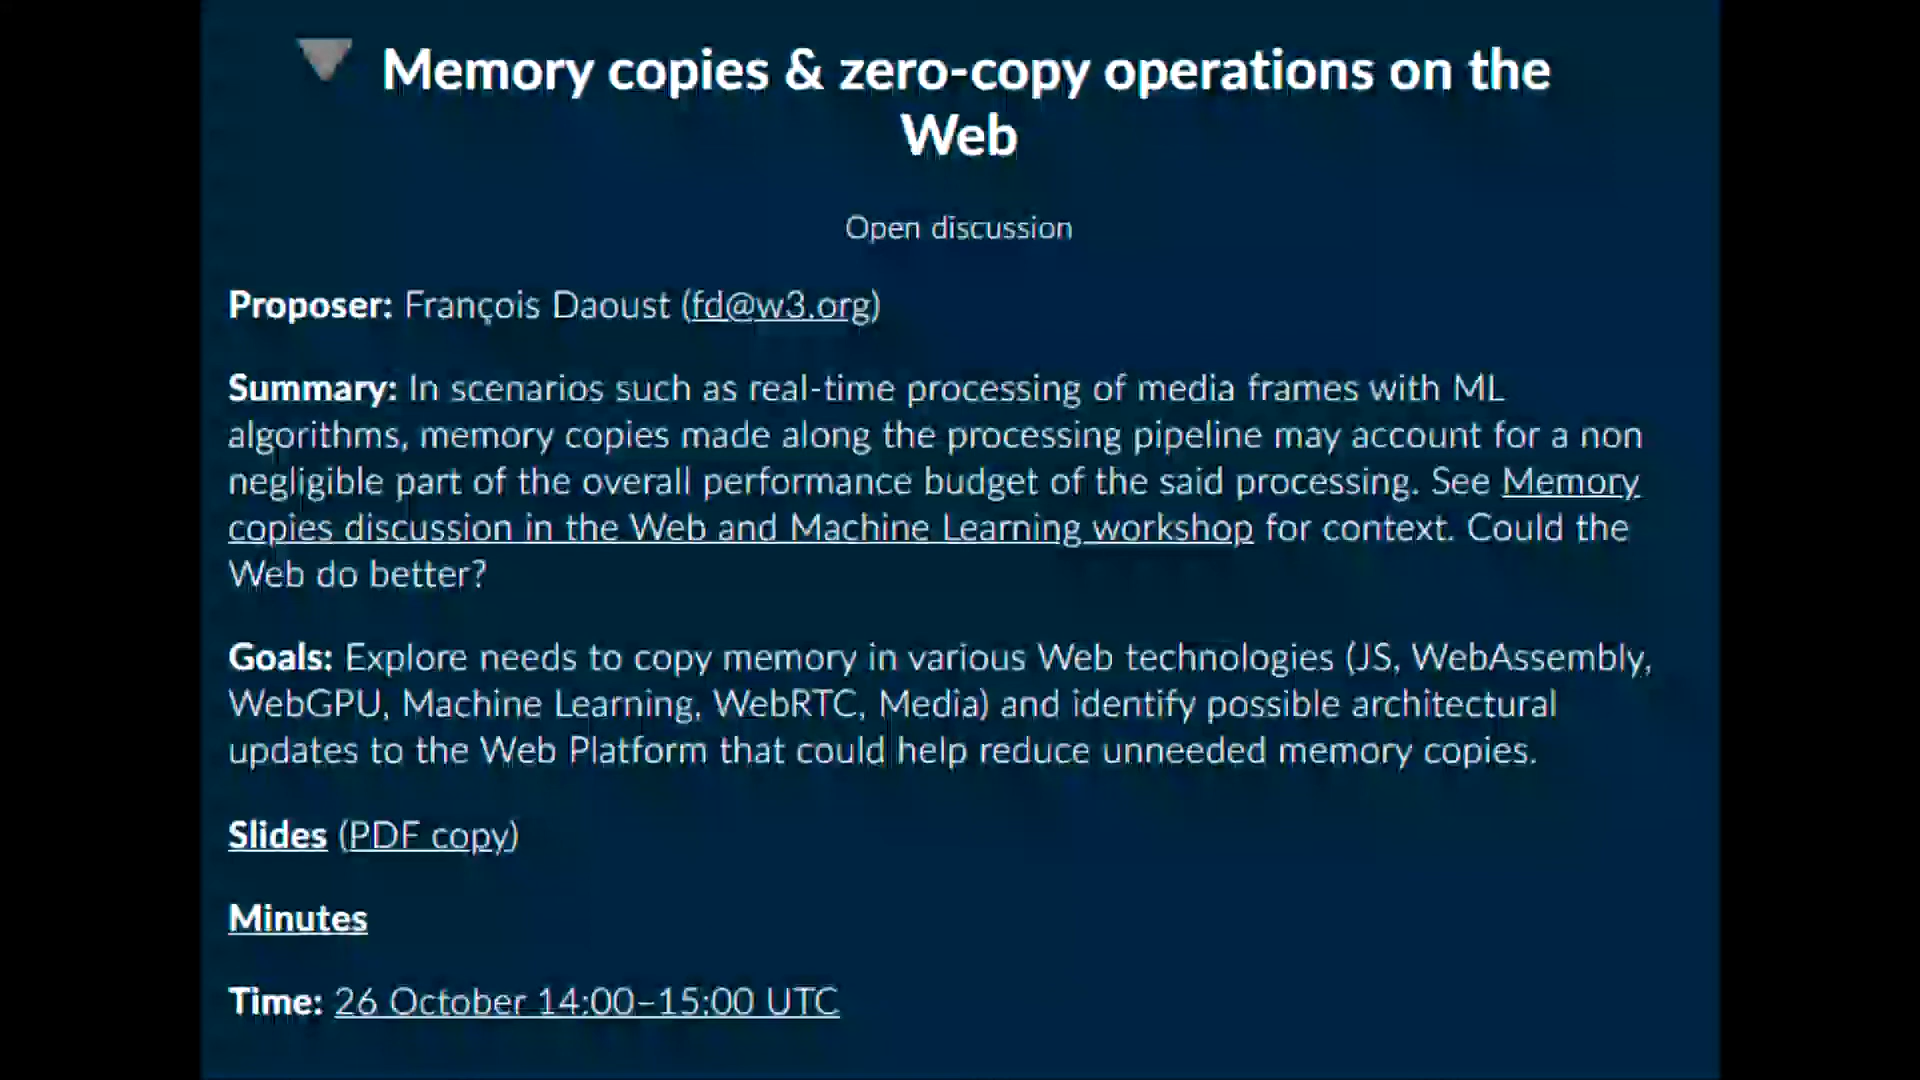 Memory copies & zero-copy operations on the
Web
Open discussion
Proposer: François Daoust (fd@w3.org)
Summary: In scenarios such as real-time processing of media frames with ML
algorithms, memory copies made along the processing pipeline may account for a non
negligible part of the overall performance budget of the said processing. See Memory
copies discussion in the Web and Machine Learning workshop for context. Could the
Web do better?
Goals: Explore needs to copy memory in various Web technologies (JS, WebAssembly,
WebGPU, Machine Learning, WebRTC, Media) and identify possible architectural
updates to the Web Platform that could help reduce unneeded memory copies.
Slides (PDF copy)
Minutes
Time: 26 October 14:00–15:00 UTC